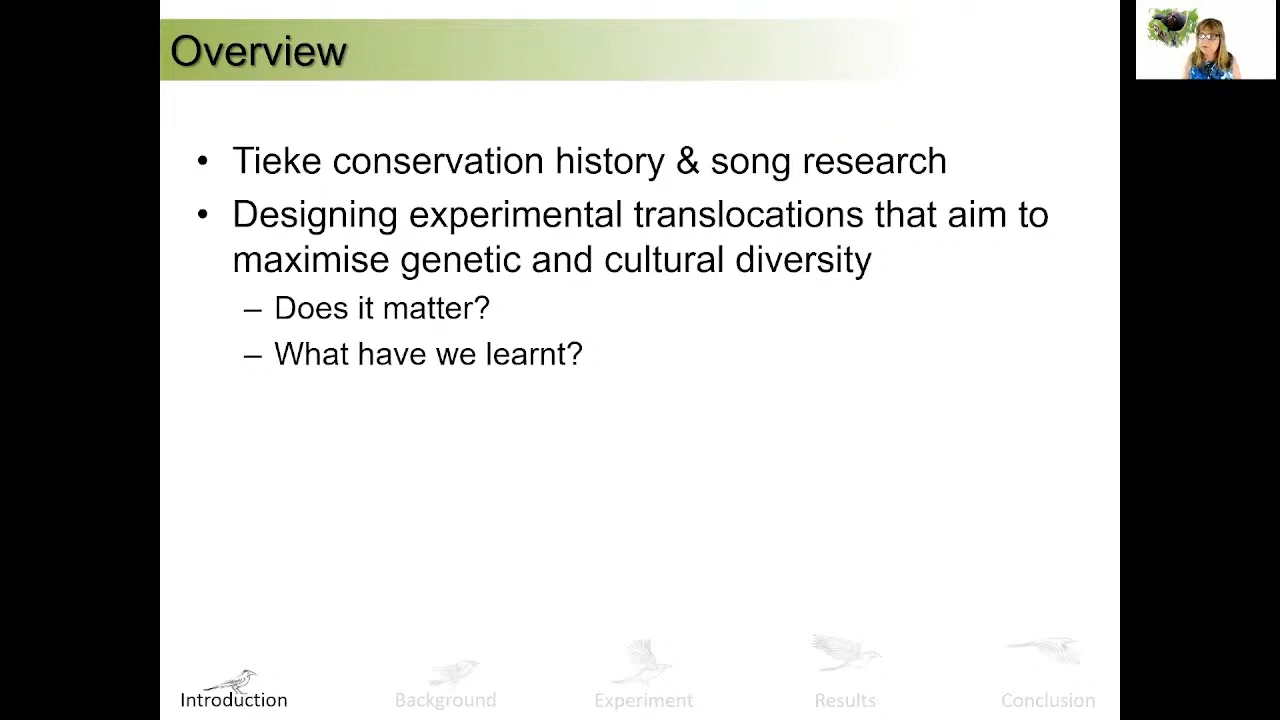 Overview
• Tieke conservation history & song research
• Designing experimental translocations that aim to
maximise genetic and cultural diversity
– Does it matter?
– What have we learnt?
Introduction
Background
Experiment
Results
Conclusion